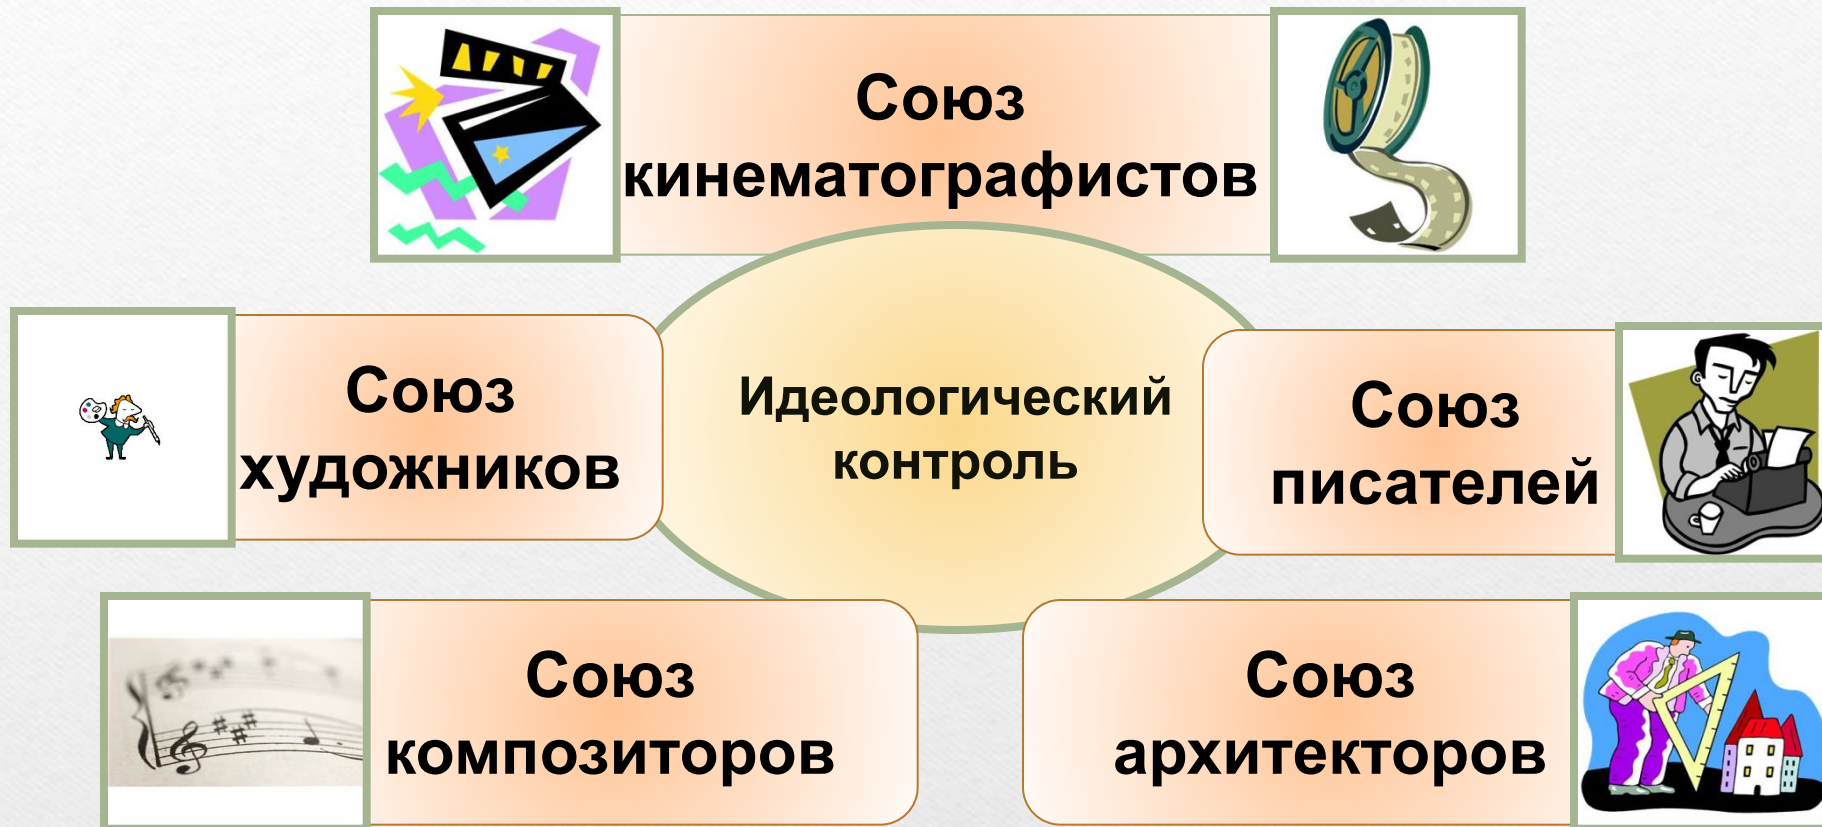 Союз
кинематографистов
Союз
художников
Идеологический
контроль
Союз
писателей
Союз
композиторов
Союз
архитекторов